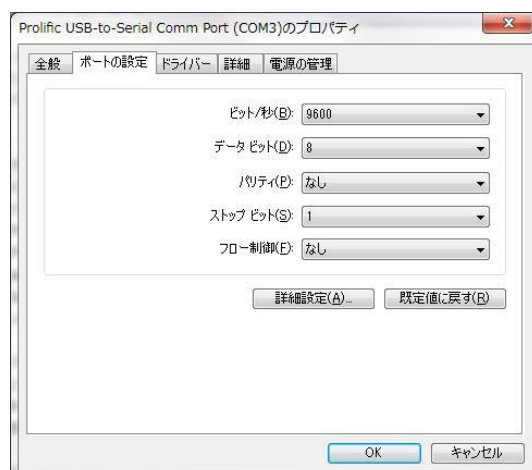 Prolific USB-to-Serial Comm Port (COM3)のプロパティ
全般 ポートの設定 ドライバー 詳細 電源の管理
ビット/秒(B): 9600
データ ビット(D): 8
パリティ(P): なし
ストップ ビット(S): 1
フロー制御(F): なし
詳細設定(A)... 既定値に戻す(R)
OK キャンセル